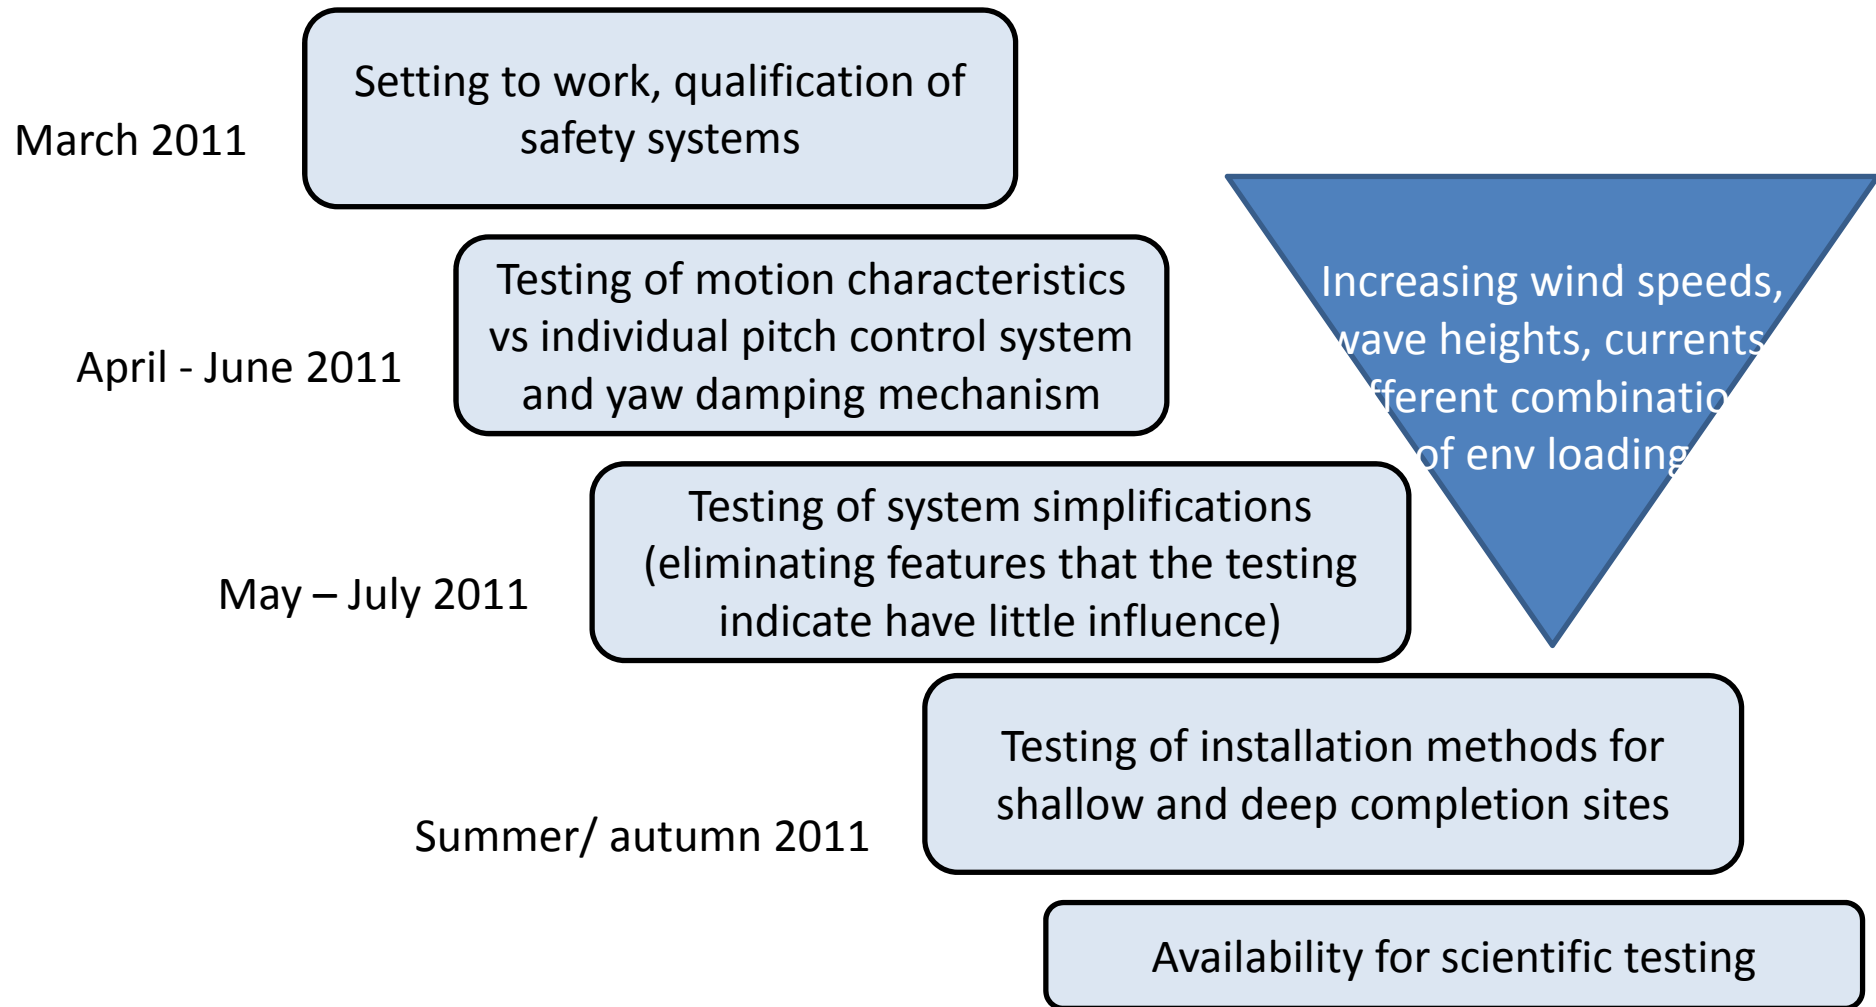 Setting to work, qualification of
safety systems
March 2011
Testing of motion characteristics
vs individual pitch control system
and yaw damping mechanism
April - June 2011
Increasing wind speeds,
wave heights, currents
fferent combinatio
of env loading
Testing of system simplifications
(eliminating features that the testing
indicate have little influence)
May – July 2011
Testing of installation methods for
shallow and deep completion sites
Summer/ autumn 2011
Availability for scientific testing